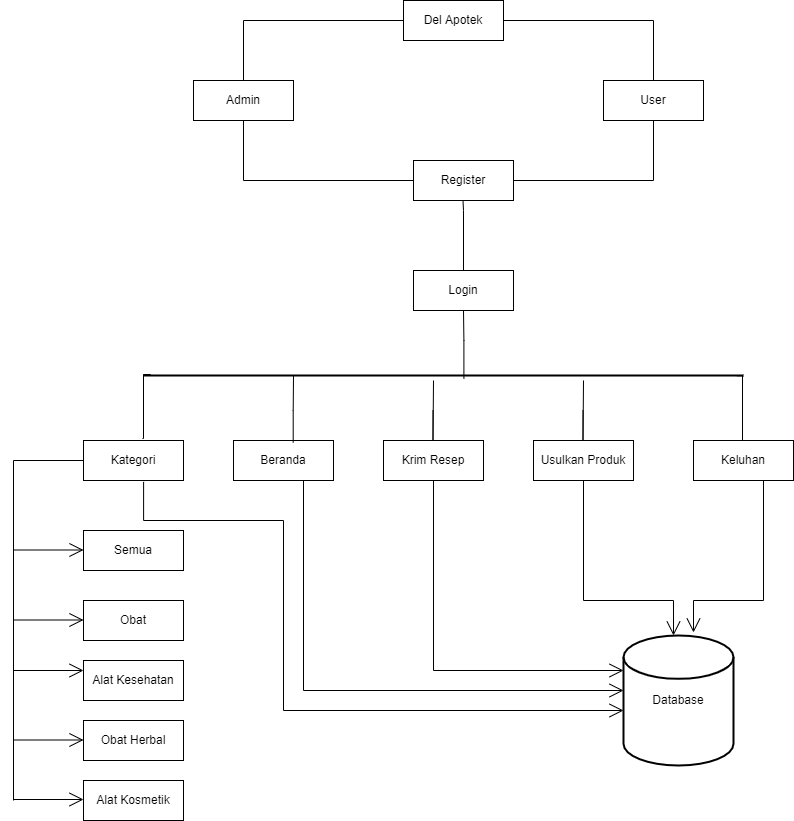 Del Apotek
Admin
User
Register
Login
Kategori
Beranda
Krim Resep
Usulkan Produk
Keluhan
Semua
Obat
Alat Kesehatan
Obat Herbal
Alat Kosmetik
Database